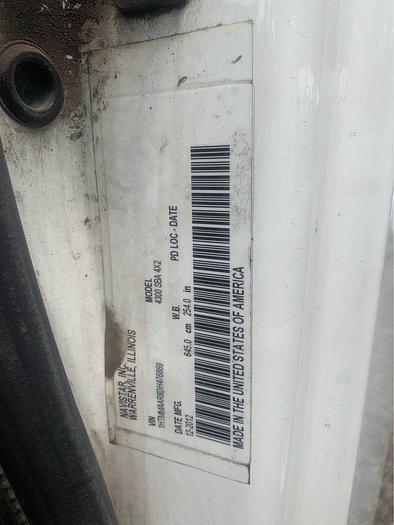 NAVISTAR, INC.
WARRENVILLE, ILLINOIS
VIN MODEL
4300 SBA 4X2
DATE MFG. W.B. PD LOC - DATE
12-2012 645.0 cm 254.0 in
MADE IN THE UNITED STATES OF AMERICA